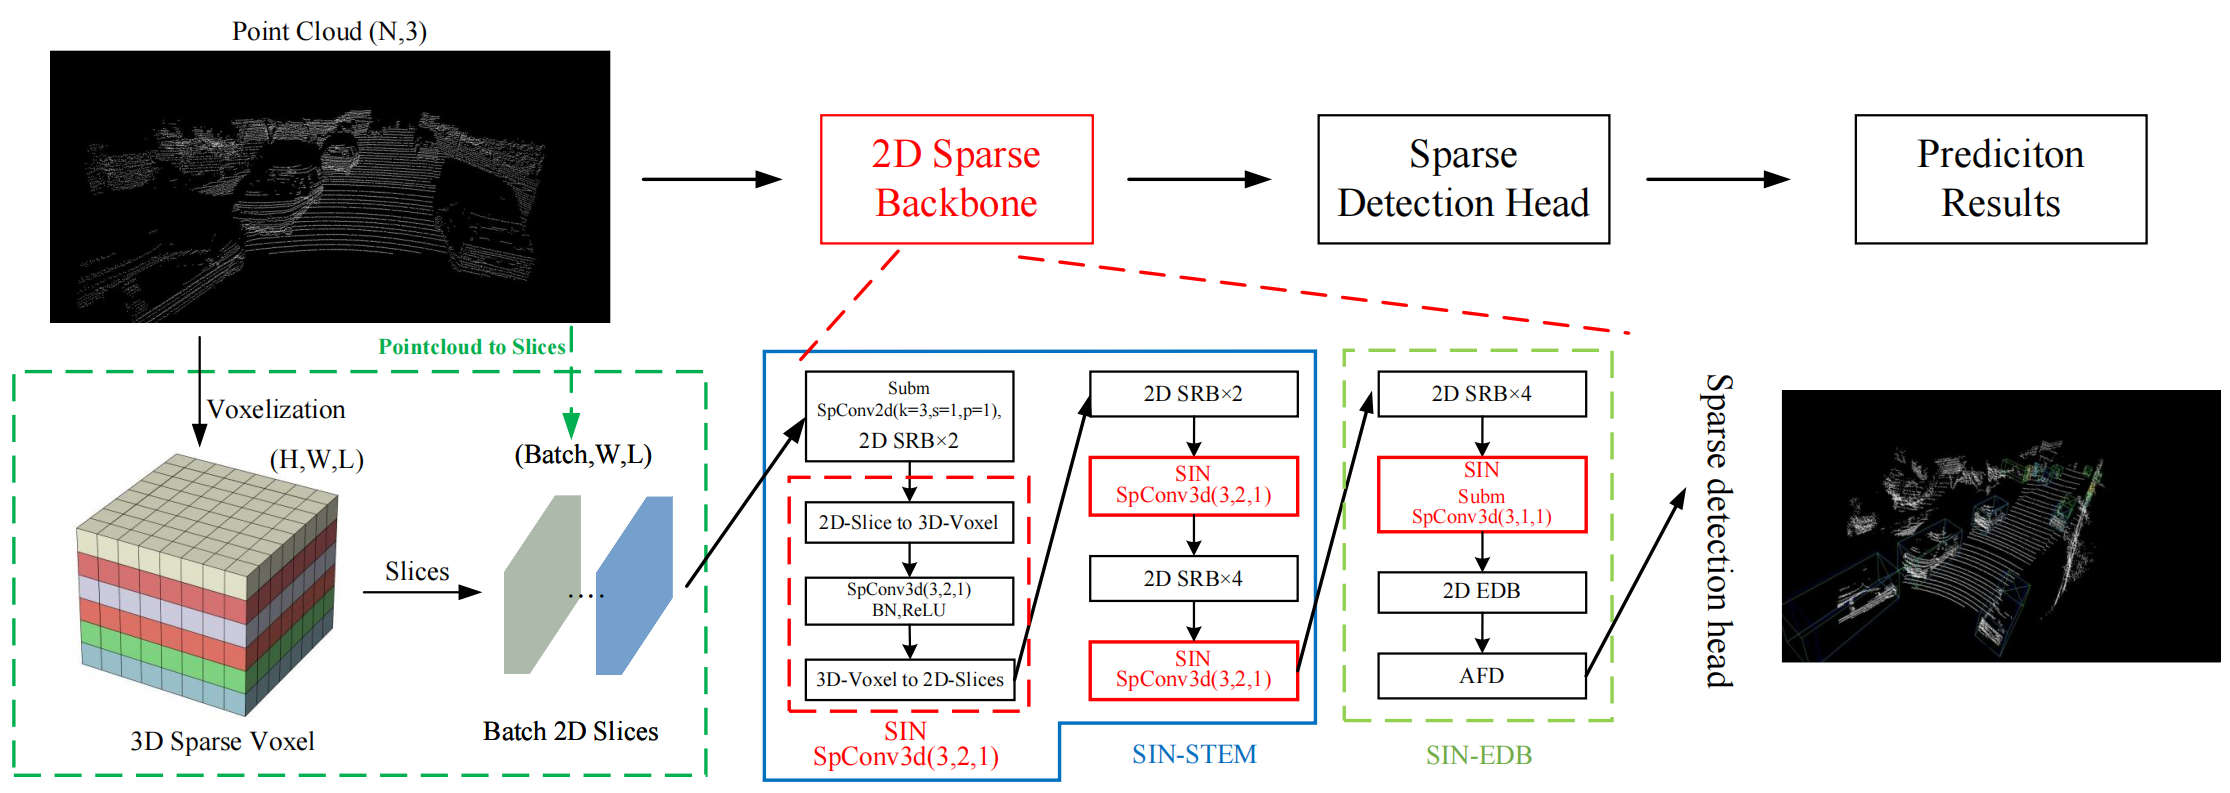 Point Cloud (N,3)
2D Sparse
Backbone
Sparse
Detection Head
Prediciton
Results
Pointcloud to Slices
Voxelization
(H,W,L)
(Batch,W,L)
Slices
....
3D Sparse Voxel
Batch 2D Slices
Subm
SpConv2d(k=3,s=1,p=1),
2D SRB×2
2D-Slice to 3D-Voxel
SpConv3d(3,2,1)
BN,ReLU
3D-Voxel to 2D-Slices
SIN
SpConv3d(3,2,1)
2D SRB×2
SIN
SpConv3d(3,2,1)
2D SRB×4
SIN
SpConv3d(3,2,1)
SIN-STEM
2D SRB×4
SIN
Subm
SpConv3d(3,1,1)
2D EDB
AFD
SIN-EDB
Sparse detection head